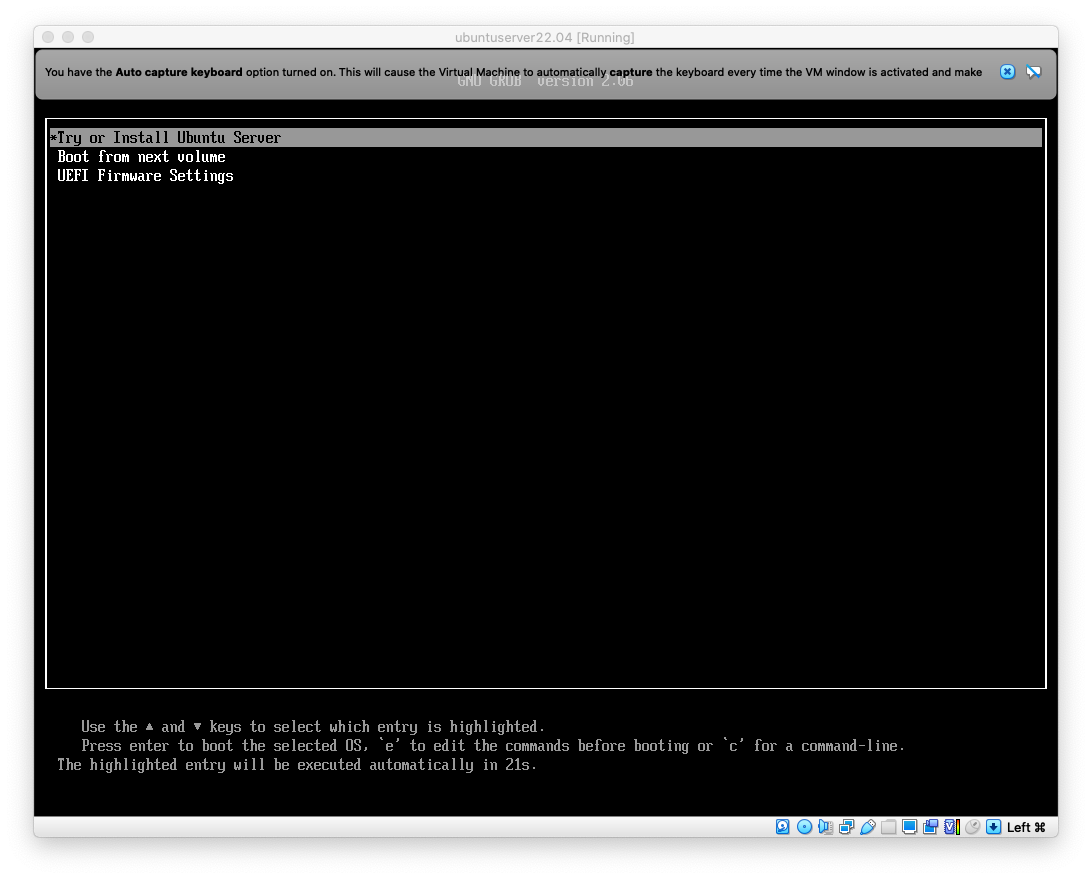 ubuntuserver22.04 [Running]
You have the Auto capture keyboard option turned on. This will cause the Virtual Machine to automatically capture the keyboard every time the VM window is activated and make
GNU GRUB  version 2.06
*Try or Install Ubuntu Server
Boot from next volume
UEFI Firmware Settings
Use the ▲ and ▼ keys to select which entry is highlighted.
Press enter to boot the selected OS, `e' to edit the commands before booting or `c' for a command-line.
The highlighted entry will be executed automatically in 21s.
Left ⌘